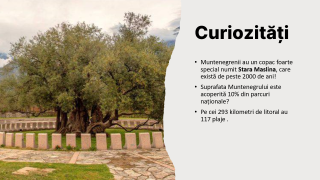 Curiozități
• Muntenegrenii au un copac foarte
special numit Stara Maslina, care
există de peste 2000 de ani!
• Suprafata Muntenegrului este
acoperită 10% din parcuri
naționale?
• Pe cei 293 kilometri de litoral au
117 plaje .